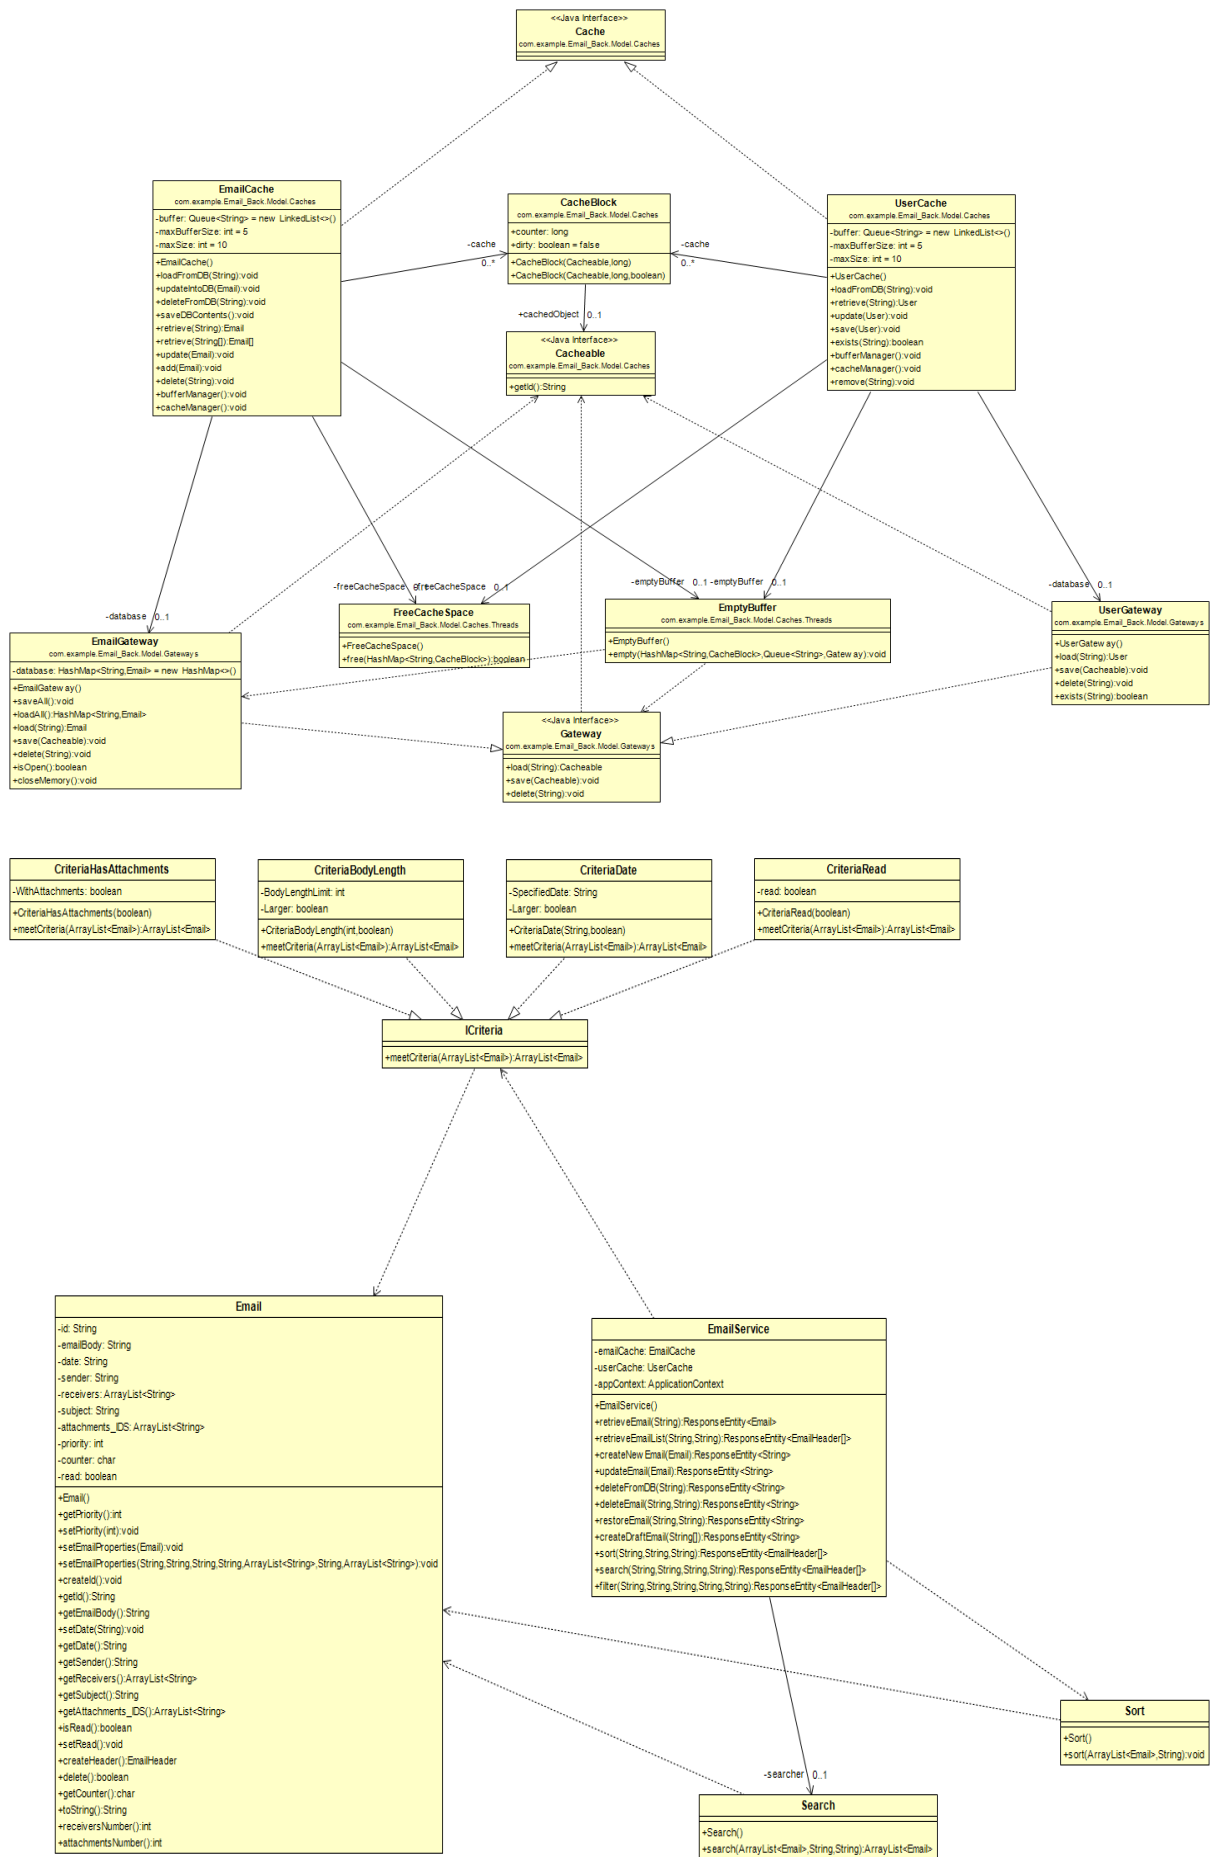 <<Java Interface>>
Cache
com.example.Email_Back.Model.Caches
EmailCache
com.example.Email_Back.Model.Caches
-buffer: Queue<String> = new LinkedList<>()
-maxBufferSize: int = 5
-maxSize: int = 10
+EmailCache()
+loadFromDB(String):void
+updateIntoDB(Email):void
+deleteFromDB(String):void
+saveDBContents():void
+retrieve(String):Email
+retrieve(String[]):Email[]
+update(Email):void
+add(Email):void
+delete(String):void
+bufferManager():void
+cacheManager():void
CacheBlock
com.example.Email_Back.Model.Caches
+counter: long
+dirty: boolean = false
+CacheBlock(Cacheable,long)
+CacheBlock(Cacheable,long,boolean)
UserCache
com.example.Email_Back.Model.Caches
-buffer: Queue<String> = new LinkedList<>()
-maxBufferSize: int = 5
-maxSize: int = 10
+UserCache()
+loadFromDB(String):void
+retrieve(String):User
+update(User):void
+save(User):void
+exists(String):boolean
+bufferManager():void
+cacheManager():void
+remove(String):void
-cache
0..*
-cache
0..*
+cachedObject 0..1
<<Java Interface>>
Cacheable
com.example.Email_Back.Model.Caches
+getId():String
-freeCacheSpace
-freeCacheSpace 0..1
-emptyBuffer 0..1
-emptyBuffer 0..1
-database 0..1
-database 0..1
FreeCacheSpace
com.example.Email_Back.Model.Caches.Threads
+FreeCacheSpace()
+free(HashMap<String,CacheBlock>):boolean
EmptyBuffer
com.example.Email_Back.Model.Caches.Threads
+EmptyBuffer()
+empty(HashMap<String,CacheBlock>,Queue<String>,Gateway):void
UserGateway
com.example.Email_Back.Model.Gateways
+UserGateway()
+load(String):User
+save(Cacheable):void
+delete(String):void
+exists(String):boolean
EmailGateway
com.example.Email_Back.Model.Gateways
-database: HashMap<String,Email> = new HashMap<>()
+EmailGateway()
+saveAll():void
+loadAll():HashMap<String,Email>
+load(String):Email
+save(Cacheable):void
+delete(String):void
+isOpen():boolean
+closeMemory():void
<<Java Interface>>
Gateway
com.example.Email_Back.Model.Gateways
+load(String):Cacheable
+save(Cacheable):void
+delete(String):void
CriteriaHasAttachments
-WithAttachments: boolean
+CriteriaHasAttachments(boolean)
+meetCriteria(ArrayList<Email>):ArrayList<Email>
CriteriaBodyLength
-BodyLengthLimit: int
-Larger: boolean
+CriteriaBodyLength(int,boolean)
+meetCriteria(ArrayList<Email>):ArrayList<Email>
CriteriaDate
-SpecifiedDate: String
-Larger: boolean
+CriteriaDate(String,boolean)
+meetCriteria(ArrayList<Email>):ArrayList<Email>
CriteriaRead
-read: boolean
+CriteriaRead(boolean)
+meetCriteria(ArrayList<Email>):ArrayList<Email>
ICriteria
+meetCriteria(ArrayList<Email>):ArrayList<Email>
Email
-id: String
-emailBody: String
-date: String
-sender: String
-receivers: ArrayList<String>
-subject: String
-attachments_IDS: ArrayList<String>
-priority: int
-counter: char
-read: boolean
+Email()
+getPriority():int
+setPriority(int):void
+setEmailProperties(Email):void
+setEmailProperties(String,String,String,String,ArrayList<String>,String,ArrayList<String>):void
+createId():void
+getId():String
+getEmailBody():String
+setDate(String):void
+getDate():String
+getSender():String
+getReceivers():ArrayList<String>
+getSubject():String
+getAttachments_IDS():ArrayList<String>
+isRead():boolean
+setRead():void
+createHeader():EmailHeader
+delete():boolean
+getCounter():char
+toString():String
+receiversNumber():int
+attachmentsNumber():int
EmailService
-emailCache: EmailCache
-userCache: UserCache
-appContext: ApplicationContext
+EmailService()
+retrieveEmail(String):ResponseEntity<Email>
+retrieveEmailList(String,String):ResponseEntity<EmailHeader[]>
+createNewEmail(Email):ResponseEntity<String>
+updateEmail(Email):ResponseEntity<String>
+deleteFromDB(String):ResponseEntity<String>
+deleteEmail(String,String):ResponseEntity<String>
+restoreEmail(String,String):ResponseEntity<String>
+createDraftEmail(String[]):ResponseEntity<String>
+sort(String,String,String):ResponseEntity<EmailHeader[]>
+search(String,String,String,String):ResponseEntity<EmailHeader[]>
+filter(String,String,String,String,String):ResponseEntity<EmailHeader[]>
Sort
+Sort()
+sort(ArrayList<Email>,String):void
-searcher 0..1
Search
+Search()
+search(ArrayList<Email>,String,String):ArrayList<Email>